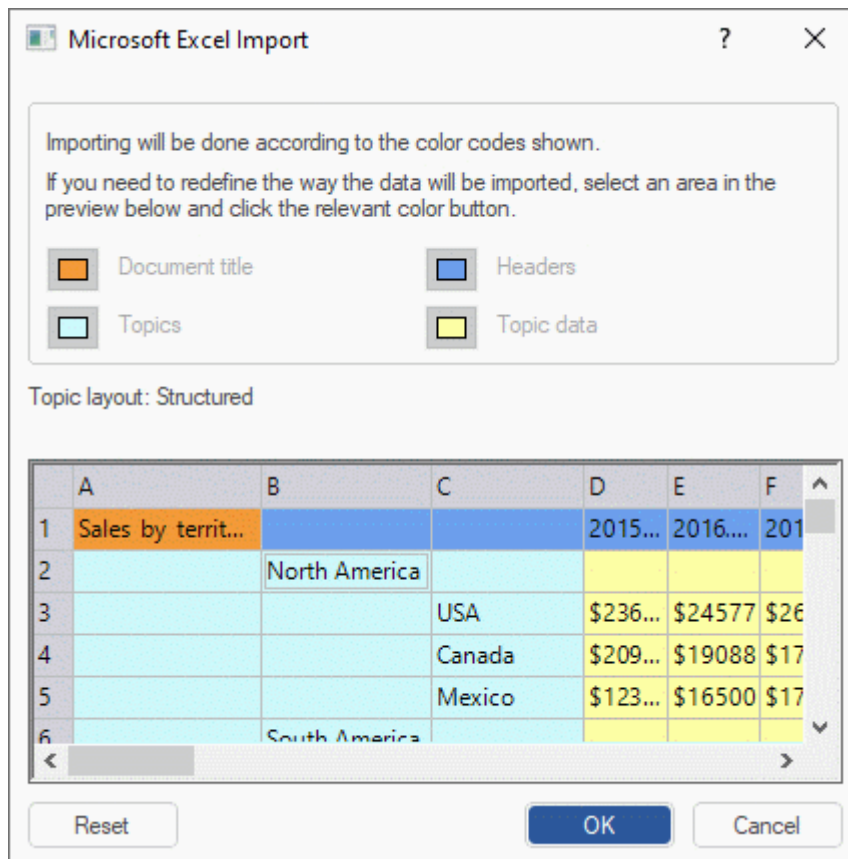 Microsoft Excel Import ?
Importing will be done according to the color codes shown.
If you need to redefine the way the data will be imported, select an area in the
preview below and click the relevant color button.
Document title Headers
Topics Topic data
Topic layout: Structured
A B C D E F
1 Sales by territ... 2015... 2016.... 201
2 North America
3 USA $236... $24577 $26
4 Canada $209... $19088 $17
5 Mexico $123... $16500 $17
6 South America
Reset OK Cancel